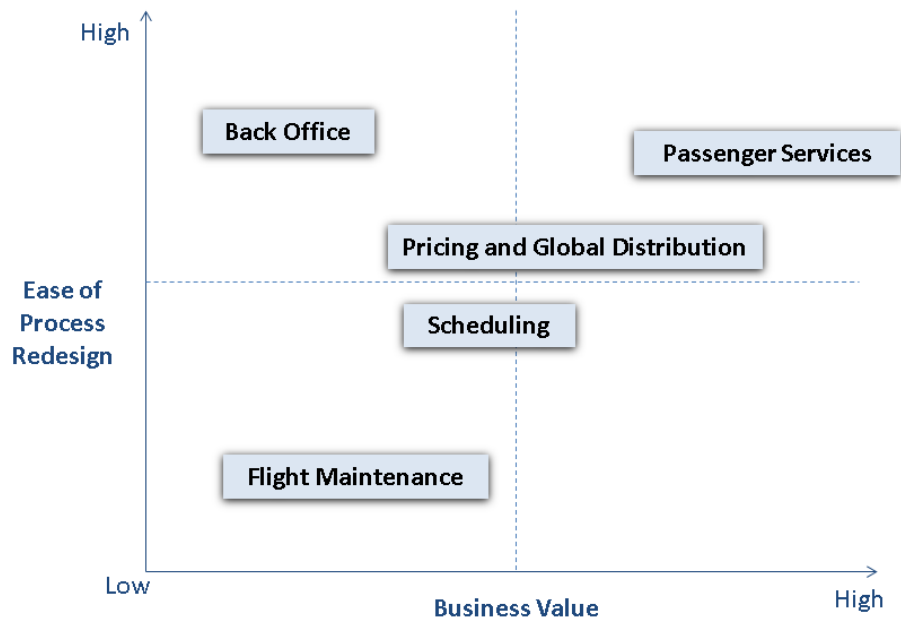 High
Back Office
Passenger Services
Pricing and Global Distribution
Ease of
Process
Redesign
Scheduling
Flight Maintenance
Low
Business Value
High